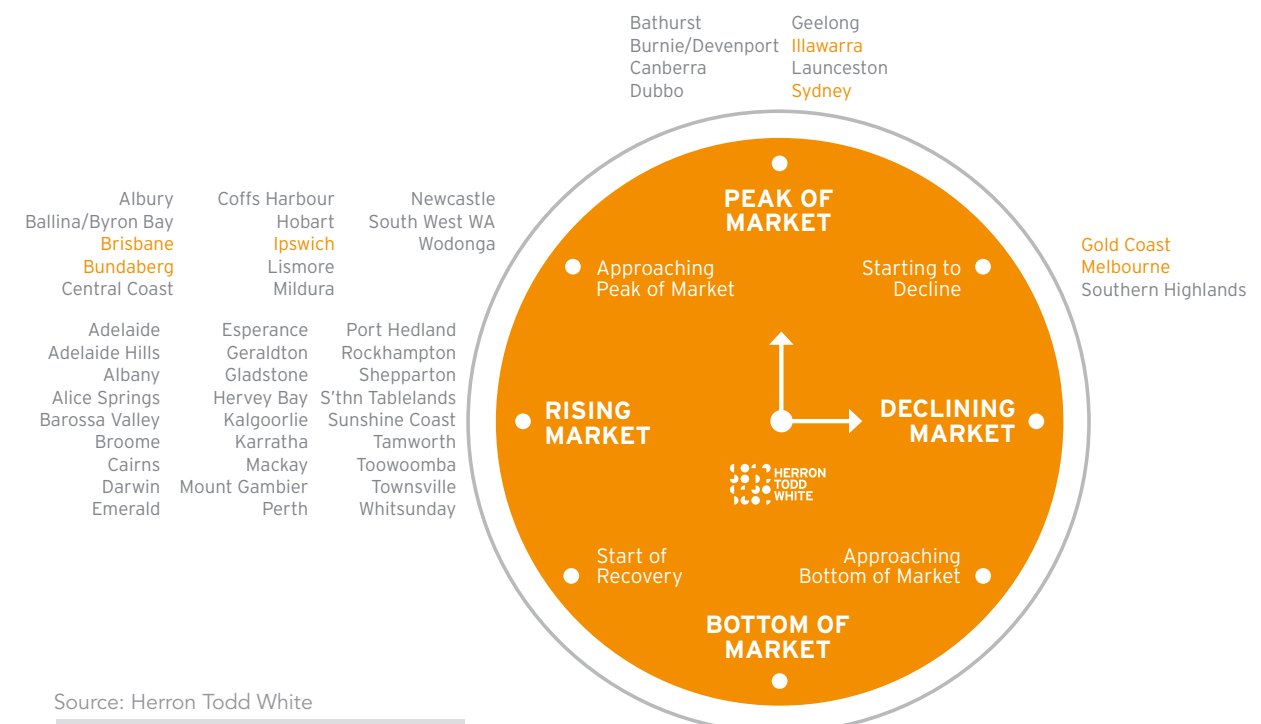 Bathurst
Burnie/Devenport
Canberra
Dubbo
Geelong
Illawarra
Launceston
Sydney
Albury
Ballina/Byron Bay
Brisbane
Bundaberg
Central Coast
Coffs Harbour
Hobart
Ipswich
Lismore
Mildura
Newcastle
South West WA
Wodonga
PEAK OF
MARKET
Approaching
Peak of Market
Starting to
Decline
Gold Coast
Melbourne
Southern Highlands
Adelaide
Adelaide Hills
Albany
Alice Springs
Barossa Valley
Broome
Cairns
Darwin
Emerald
Esperance
Geraldton
Gladstone
Hervey Bay
Kalgoorlie
Karratha
Mackay
Mount Gambier
Perth
Port Hedland
Rockhampton
Shepparton
S'thn Tablelands
Sunshine Coast
Tamworth
Toowoomba
Townsville
Whitsunday
RISING
MARKET
DECLINING
MARKET
HERRON
TODD
WHITE
Start of
Recovery
Approaching
Bottom of Market
BOTTOM OF
MARKET
Source: Herron Todd White